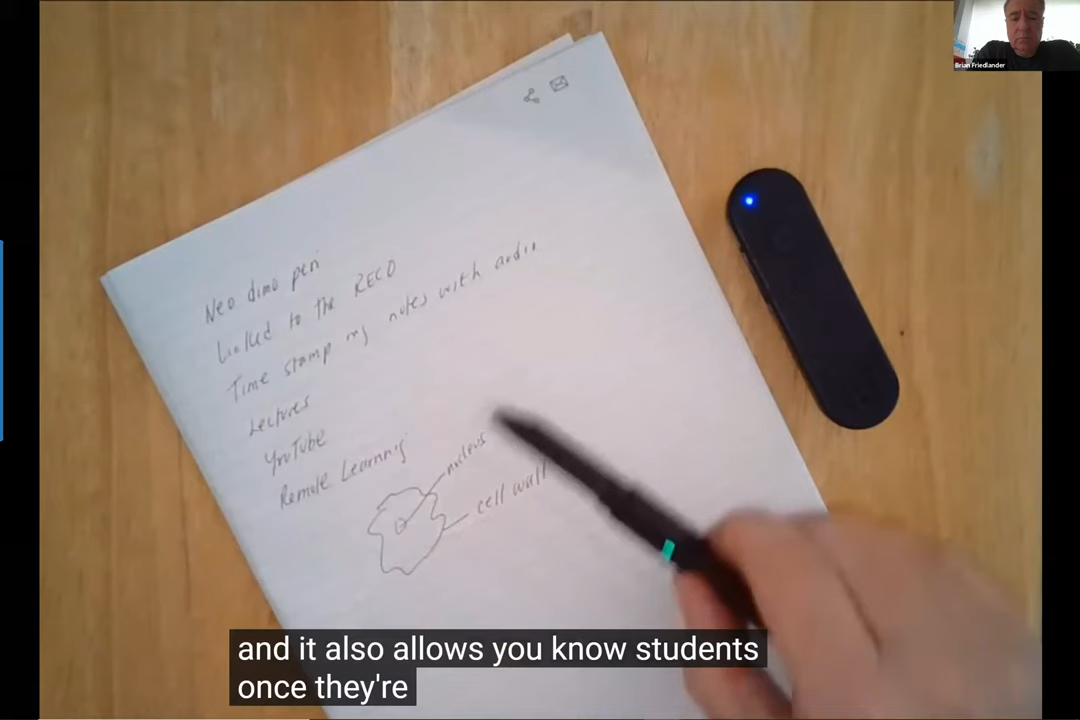 Brian Friedlander
Neo dimo pen
Linked to the RECO
Time stamp my notes with audio
Lectures
YouTube
Remote Learning
nucleus
cell wall
and it also allows you know students
once they're